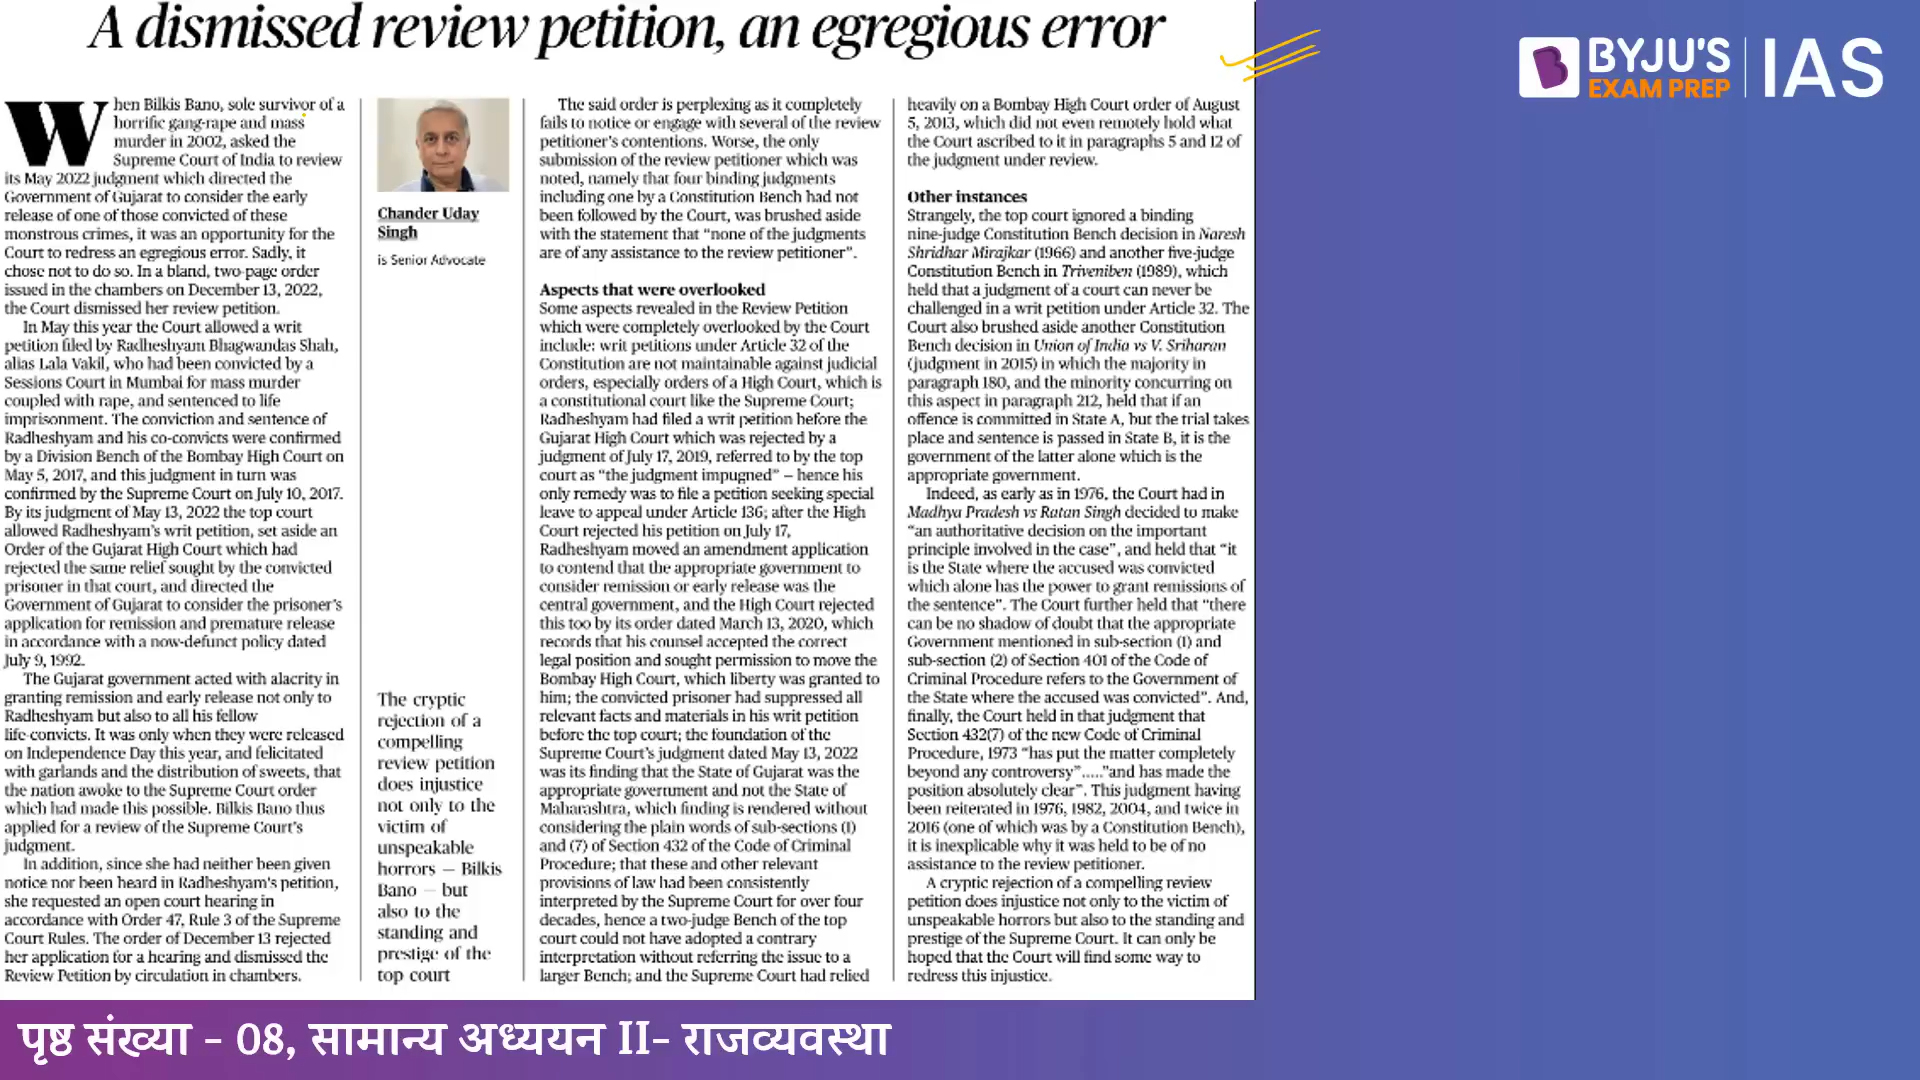 A dismissed review petition, an egregious error
When Bilkis Bano, sole survivor of a
horrific gang-rape and mass
murder in 2002, asked the
Supreme Court of India to review
its May 2022 judgment which directed the
Government of Gujarat to consider the early
release of one of those convicted of these
monstrous crimes, it was an opportunity for the
Court to redress an egregious error. Sadly, it
chose not to do so. In a bland, two-page order
issued in the chambers on December 13, 2022,
the Court dismissed her review petition.
In May this year the Court allowed a writ
petition filed by Radheshyam Bhagwandas Shah,
alias Lala Vakil, who had been convicted by a
Sessions Court in Mumbai for mass murder
coupled with rape, and sentenced to life
imprisonment. The conviction and sentence of
Radheshyam and his co-convicts were confirmed
by a Division Bench of the Bombay High Court on
May 5, 2017, and this judgment in turn was
confirmed by the Supreme Court on July 10, 2017.
By its judgment of May 13, 2022 the top court
allowed Radheshyam's writ petition, set aside an
Order of the Gujarat High Court which had
rejected the same relief sought by the convicted
prisoner in that court, and directed the
Government of Gujarat to consider the prisoner's
application for remission and premature release
in accordance with a now-defunct policy dated
July 9, 1992.
The Gujarat government acted with alacrity in
granting remission and early release not only to
Radheshyam but also to all his fellow
life-convicts. It was only when they were released
on Independence Day this year, and felicitated
with garlands and the distribution of sweets, that
the nation awoke to the Supreme Court order
which had made this possible. Bilkis Bano thus
applied for a review of the Supreme Court's
judgment.
In addition, since she had neither been given
notice nor been heard in Radheshyam's petition,
she requested an open court hearing in
accordance with Order 47, Rule 3 of the Supreme
Court Rules. The order of December 13 rejected
her application for a hearing and dismissed the
Review Petition by circulation in chambers.
Chander Uday
Singh
is Senior Advocate
The cryptic
rejection of a
compelling
review petition
does injustice
not only to the
victim of
unspeakable
horrors — Bilkis
Bano — but
also to the
standing and
prestige of the
top court
The said order is perplexing as it completely
fails to notice or engage with several of the review
petitioner's contentions. Worse, the only
submission of the review petitioner which was
noted, namely that four binding judgments
including one by a Constitution Bench had not
been followed by the Court, was brushed aside
with the statement that “none of the judgments
are of any assistance to the review petitioner”.
Aspects that were overlooked
Some aspects revealed in the Review Petition
which were completely overlooked by the Court
include: writ petitions under Article 32 of the
Constitution are not maintainable against judicial
orders, especially orders of a High Court, which is
a constitutional court like the Supreme Court;
Radheshyam had filed a writ petition before the
Gujarat High Court which was rejected by a
judgment of July 17, 2019, referred to by the top
court as “the judgment impugned” – hence his
only remedy was to file a petition seeking special
leave to appeal under Article 136; after the High
Court rejected his petition on July 17,
Radheshyam moved an amendment application
to contend that the appropriate government to
consider remission or early release was the
central government, and the High Court rejected
this too by its order dated March 13, 2020, which
records that his counsel accepted the correct
legal position and sought permission to move the
Bombay High Court, which liberty was granted to
him; the convicted prisoner had suppressed all
relevant facts and materials in his writ petition
before the top court; the foundation of the
Supreme Court's judgment dated May 13, 2022
was its finding that the State of Gujarat was the
appropriate government and not the State of
Maharashtra, which finding is rendered without
considering the plain words of sub-sections (1)
and (7) of Section 432 of the Code of Criminal
Procedure; that these and other relevant
provisions of law had been consistently
interpreted by the Supreme Court for over four
decades, hence a two-judge Bench of the top
court could not have adopted a contrary
interpretation without referring the issue to a
larger Bench; and the Supreme Court had relied
heavily on a Bombay High Court order of August
5, 2013, which did not even remotely hold what
the Court ascribed to it in paragraphs 5 and 12 of
the judgment under review.
Other instances
Strangely, the top court ignored a binding
nine-judge Constitution Bench decision in Naresh
Shridhar Mirajkar (1966) and another five-judge
Constitution Bench in Triveniben (1989), which
held that a judgment of a court can never be
challenged in a writ petition under Article 32. The
Court also brushed aside another Constitution
Bench decision in Union of India vs V. Sriharan
(judgment in 2015) in which the majority in
paragraph 180, and the minority concurring on
this aspect in paragraph 212, held that if an
offence is committed in State A, but the trial takes
place and sentence is passed in State B, it is the
government of the latter alone which is the
appropriate government.
Indeed, as early as in 1976, the Court had in
Madhya Pradesh vs Ratan Singh decided to make
“an authoritative decision on the important
principle involved in the case”, and held that “it
is the State where the accused was convicted
which alone has the power to grant remissions of
the sentence”. The Court further held that “there
can be no shadow of doubt that the appropriate
Government mentioned in sub-section (1) and
sub-section (2) of Section 401 of the Code of
Criminal Procedure refers to the Government of
the State where the accused was convicted”. And,
finally, the Court held in that judgment that
Section 432(7) of the new Code of Criminal
Procedure, 1973 “has put the matter completely
beyond any controversy”.....”and has made the
position absolutely clear”. This judgment having
been reiterated in 1976, 1982, 2004, and twice in
2016 (one of which was by a Constitution Bench),
it is inexplicable why it was held to be of no
assistance to the review petitioner.
A cryptic rejection of a compelling review
petition does injustice not only to the victim of
unspeakable horrors but also to the standing and
prestige of the Supreme Court. It can only be
hoped that the Court will find some way to
redress this injustice.
BYJU'S
EXAM PREP
IAS
पृष्ठ संख्या - 08, सामान्य अध्ययन II- राजव्यवस्था